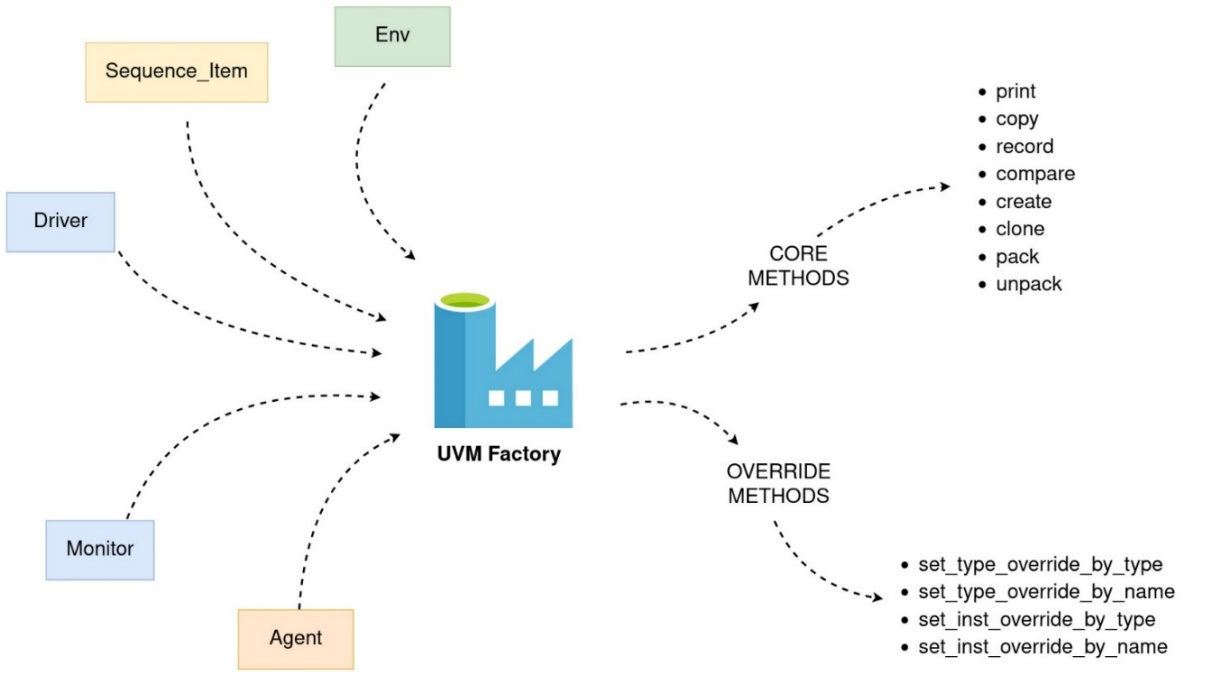 Env
Sequence_Item
Driver
Monitor
Agent
UVM Factory
CORE
METHODS
• print
• copy
• record
• compare
• create
• clone
• pack
• unpack
OVERRIDE
METHODS
• set_type_override_by_type
• set_type_override_by_name
• set_inst_override_by_type
• set_inst_override_by_name